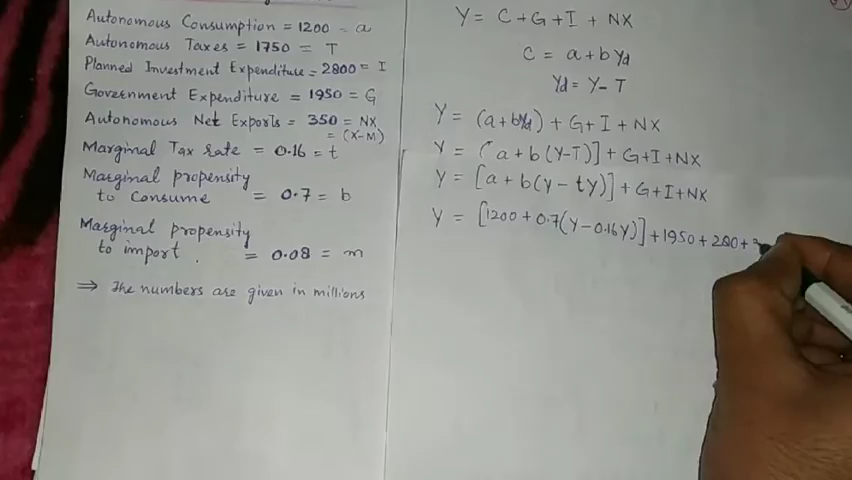 Autonomous Consumption = 1200 = a
Autonomous Taxes = 1750 = T
Planned Investment Expenditure = 2800 = I
Government Expenditure = 1950 = G
Autonomous Net Exports = 350 = NX
= (X-M)
Marginal Tax rate = 0.16 = t
Marginal propensity
to Consume = 0.7 = b
Marginal propensity
to import = 0.08 = m
⇒ The numbers are given in millions
Y = C + G + I + NX
C = a + b Yd
Yd = Y - T
Y = (a + bYd) + G + I + NX
Y = (a + b(Y-T)] + G + I + NX
Y = [a + b(y - ty)] + G + I + NX
Y = [1200 + 0.7(Y - 0.16Y)] + 1950 + 280 +